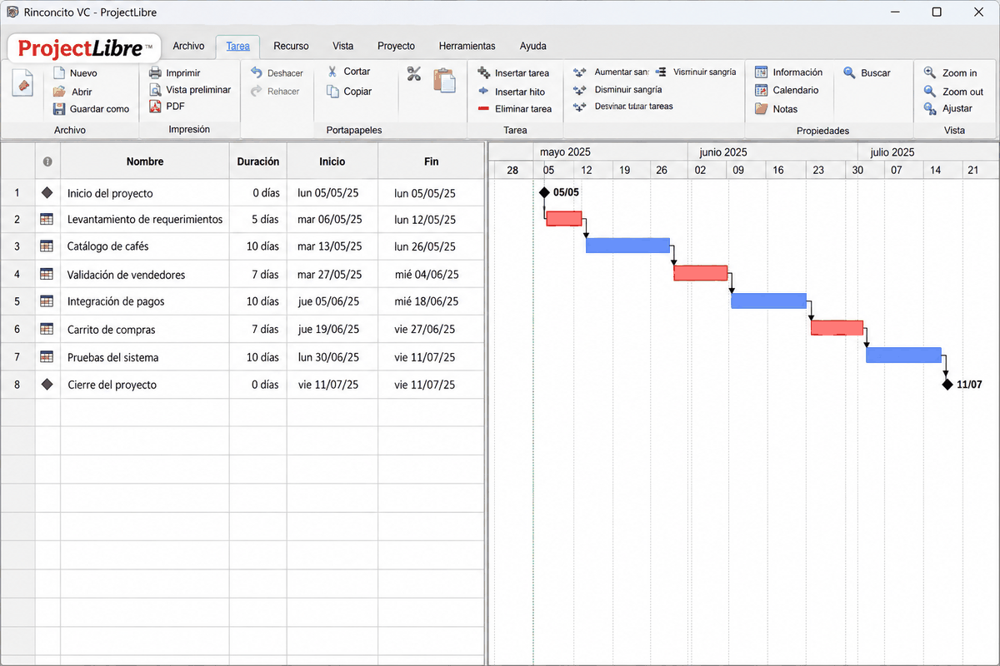 Rinconcito VC - ProjectLibre
ProjectLibre™
Archivo Tarea Recurso Vista Proyecto Herramientas Ayuda
Nuevo Imprimir Deshacer Cortar Insertar tarea Aumentar san Vismnuir sangría Información Buscar Zoom in
Abrir Vista preliminar Rehacer Copiar Insertar hito Disminuir sangría Calendario Zoom out
Guardar como PDF Eliminar tarea tareas Notas Ajustar
Archivo Impresión Portapapeles Tarea Propiedades Vista
Nombre Duración Inicio Fin
mayo 2025 junio 2025 julio 2025
28 05 12 19 26 02 09 16 23 30 07 14 21
1 Inicio del proyecto 0 días lun 05/05/25 lun 05/05/25 05/05
2 Levantamiento de requerimientos 5 días mar 06/05/25 lun 12/05/25
3 Catálogo de cafés 10 días mar 13/05/25 lun 26/05/25
4 Validación de vendedores 7 días mar 27/05/25 mié 04/06/25
5 Integración de pagos 10 días jue 05/06/25 mié 18/06/25
6 Carrito de compras 7 días jue 19/06/25 vie 27/06/25
7 Pruebas del sistema 10 días lun 30/06/25 vie 11/07/25
8 Cierre del proyecto 0 días vie 11/07/25 vie 11/07/25 11/07